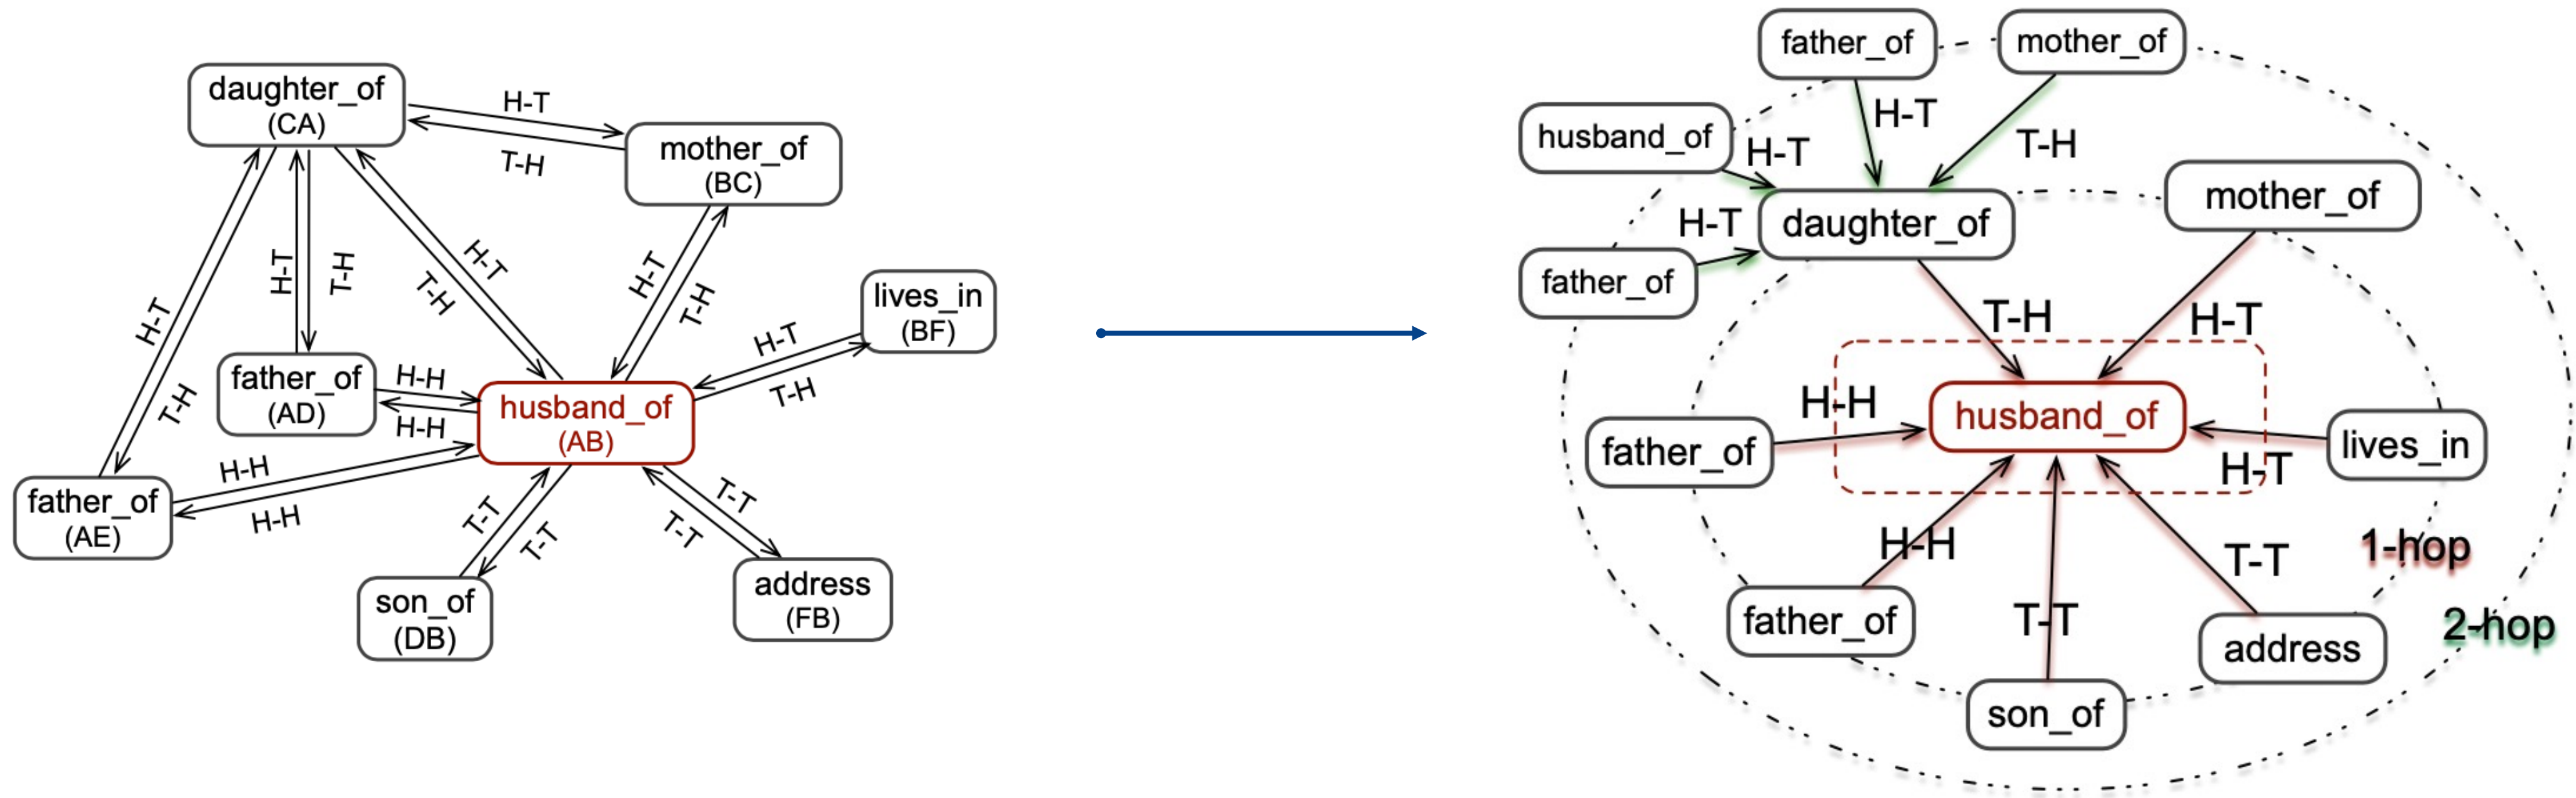 daughter_of
(CA)
H-T
T-H
mother_of
(BC)
H-T
T-H
H-T
T-H
H-T
T-H
H-T
T-H
lives_in
(BF)
H-T
T-H
father_of
(AD)
H-H
H-H
husband_of
(AB)
father_of
(AE)
H-H
H-H
T-T
T-T
T-T
T-T
son_of
(DB)
address
(FB)
father_of
mother_of
husband_of
H-T
H-T
T-H
father_of
H-T
daughter_of
mother_of
T-H
H-T
father_of
H-H
husband_of
lives_in
H-T
father_of
H-H
T-T
T-T
son_of
address
1-hop
2-hop